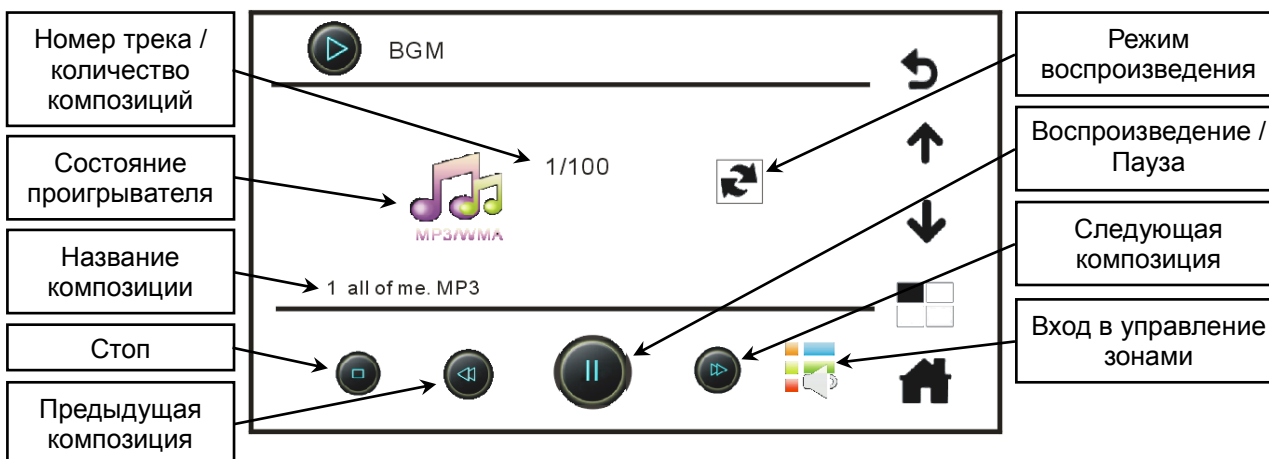 Номер трека /
количество
композиций
Состояние
проигрывателя
Название
композиции
Стоп
Предыдущая
композиция
BGM
1/100
MP3/WMA
1 all of me. MP3
Режим
воспроизведения
Воспроизведение /
Пауза
Следующая
композиция
Вход в управление
зонами